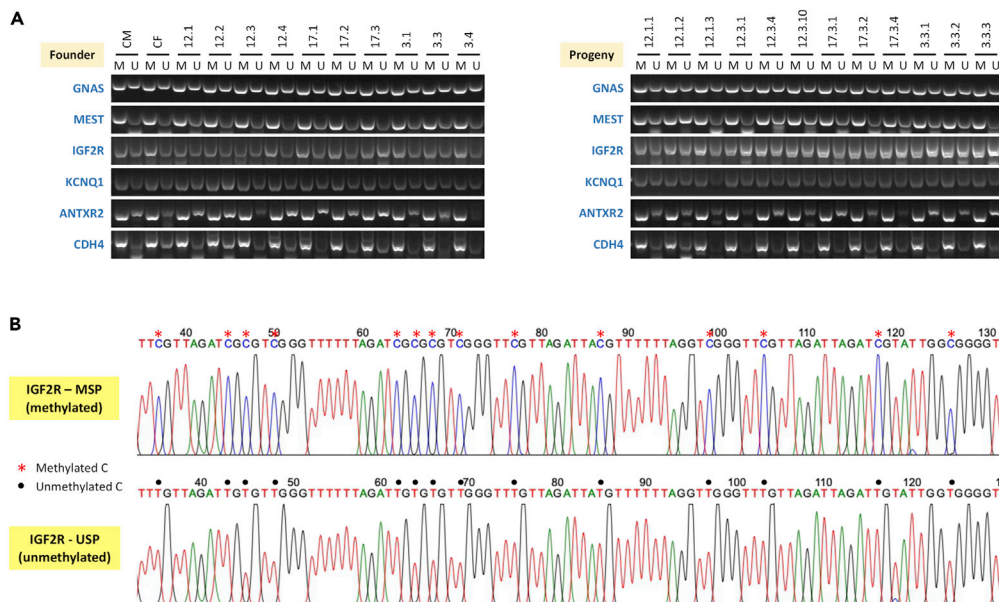 A
Founder
CM CF 12.1 12.2 12.3 12.4 17.1 17.2 17.3 3.1 3.3 3.4
M U M U M U M U M U M U M U M U M U M U M U M U
GNAS
MEST
IGF2R
KCNQ1
ANTXR2
CDH4
Progeny
12.1.1 12.1.2 12.1.3 12.3.1 12.3.4 12.3.10 17.3.1 17.3.2 17.3.4 3.3.1 3.3.2 3.3.3
M U M U M U M U M U M U M U M U M U M U M U M U
GNAS
MEST
IGF2R
KCNQ1
ANTXR2
CDH4
B
40 50 60 70 80 90 100 110 120 130
TTCGTTAGATCGCGTCGGGTTTTTTAGATCGCGCGTCGGGTTCGTTAGATTACGTTTTTTAGGTCGGGTTCGTTAGATTAGATCGTATTGGCGGGGT
IGF2R – MSP
(methylated)
* Methylated C
• Unmethylated C
TTTGTTAGATTGTGTTGGGTTTTTTAGATTGTGTGTTGGGTTTGTTAGATTATGTTTTTTAGGTTGGGTTTGTTAGATTAGATTGTATTGGTGGGGT
40 50 60 70 80 90 100 110 120
IGF2R - USP
(unmethylated)